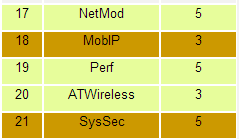 17 NetMod 5
18 MobIP 3
19 Perf 5
20 ATWireless 3
21 SysSec 5